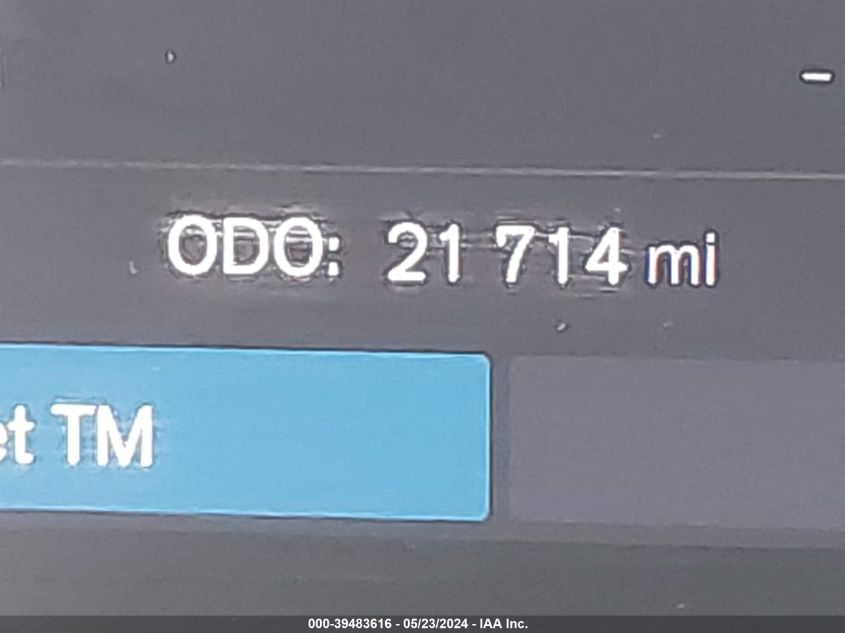 -
ODO: 21 714 mi
et TM
000-39483616 - 05/23/2024 - IAA Inc.